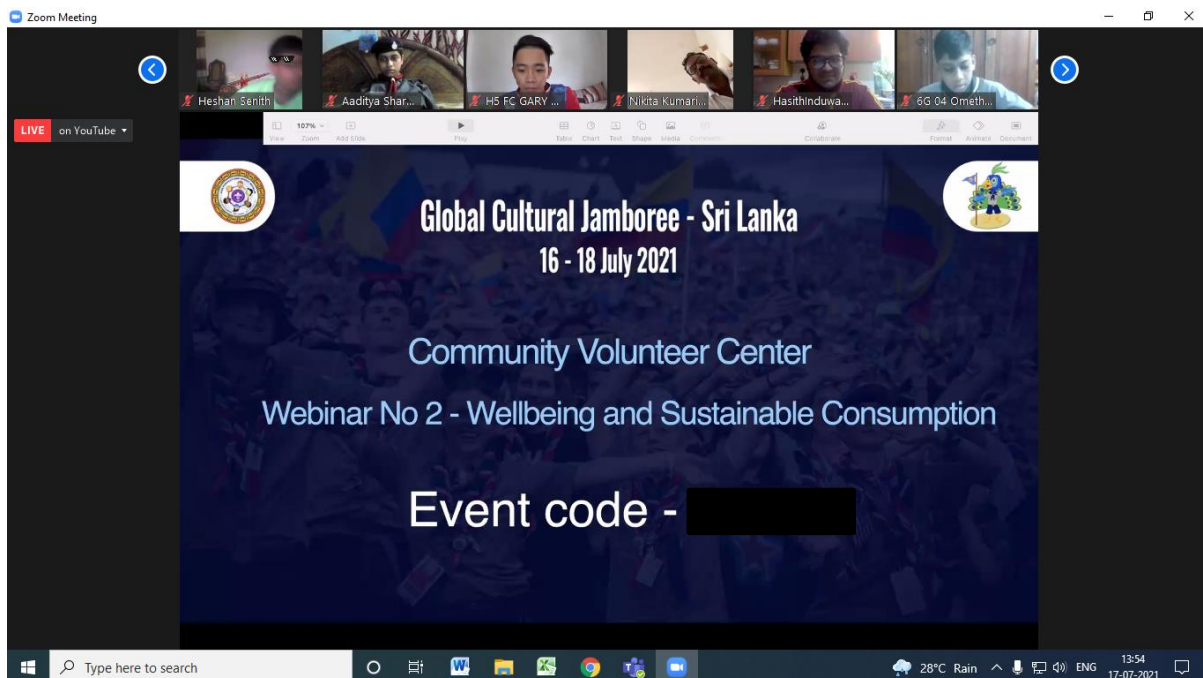 Zoom Meeting
Heshan Senith
Aaditya Shar...
H5 FC GARY ...
Nikita Kumari...
HasithInduwa...
6G 04 Ometh...
LIVE on YouTube
107%
View Zoom Add Slide Play Table Chart Text Shape Media Comment Collaborate Format Animate Document
Global Cultural Jamboree - Sri Lanka
16 - 18 July 2021
Community Volunteer Center
Webinar No 2 - Wellbeing and Sustainable Consumption
Event code -
Type here to search
28°C Rain
ENG
13:54
17-07-2021